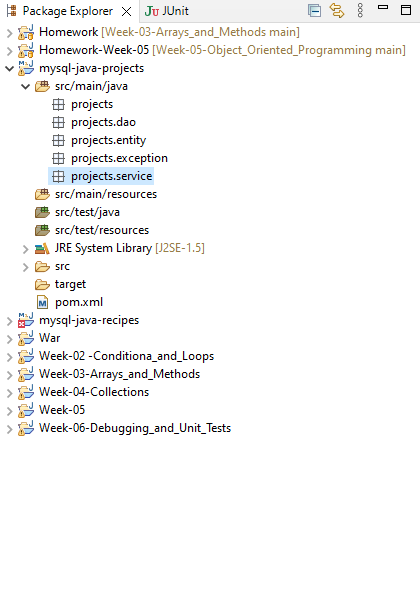 Package Explorer JUnit
Homework [Week-03-Arrays_and_Methods main]
Homework-Week-05 [Week-05-Object_Oriented_Programming main]
mysql-java-projects
src/main/java
projects
projects.dao
projects.entity
projects.exception
projects.service
src/main/resources
src/test/java
src/test/resources
JRE System Library [J2SE-1.5]
src
target
pom.xml
mysql-java-recipes
War
Week-02 -Conditiona_and_Loops
Week-03-Arrays_and_Methods
Week-04-Collections
Week-05
Week-06-Debugging_and_Unit_Tests